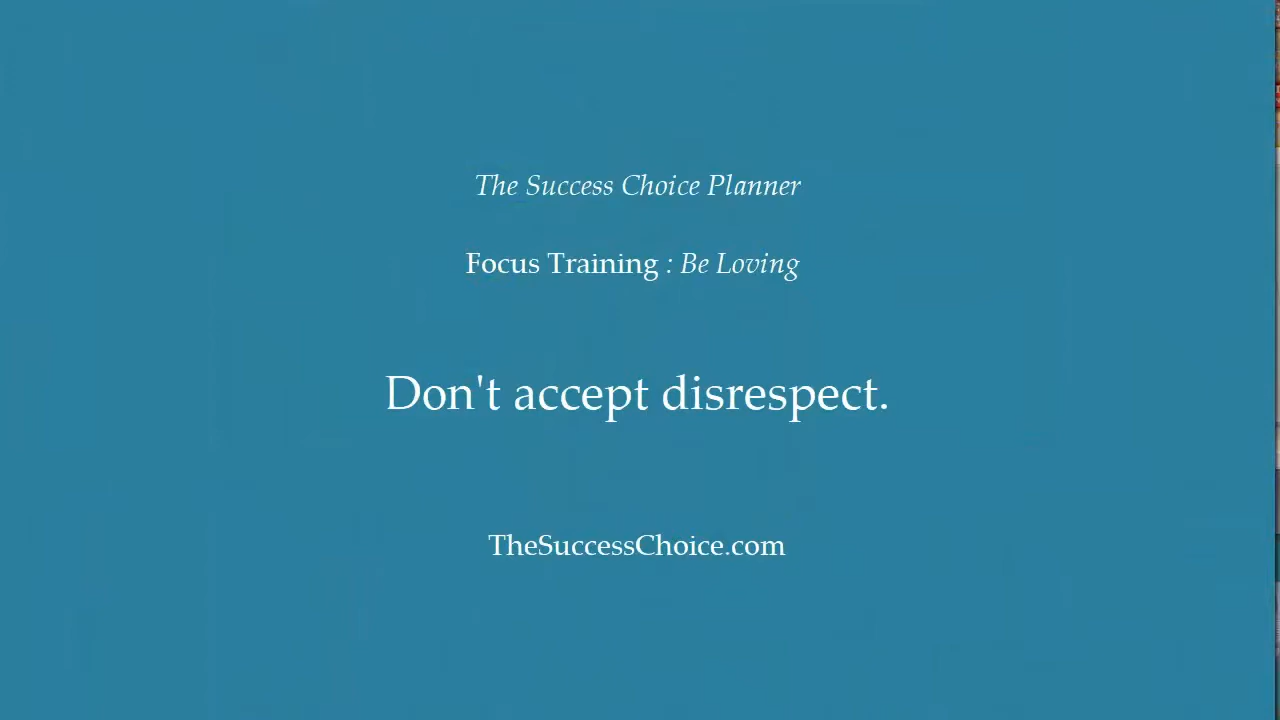 The Success Choice Planner
Focus Training : Be Loving
Don't accept disrespect.
TheSuccessChoice.com